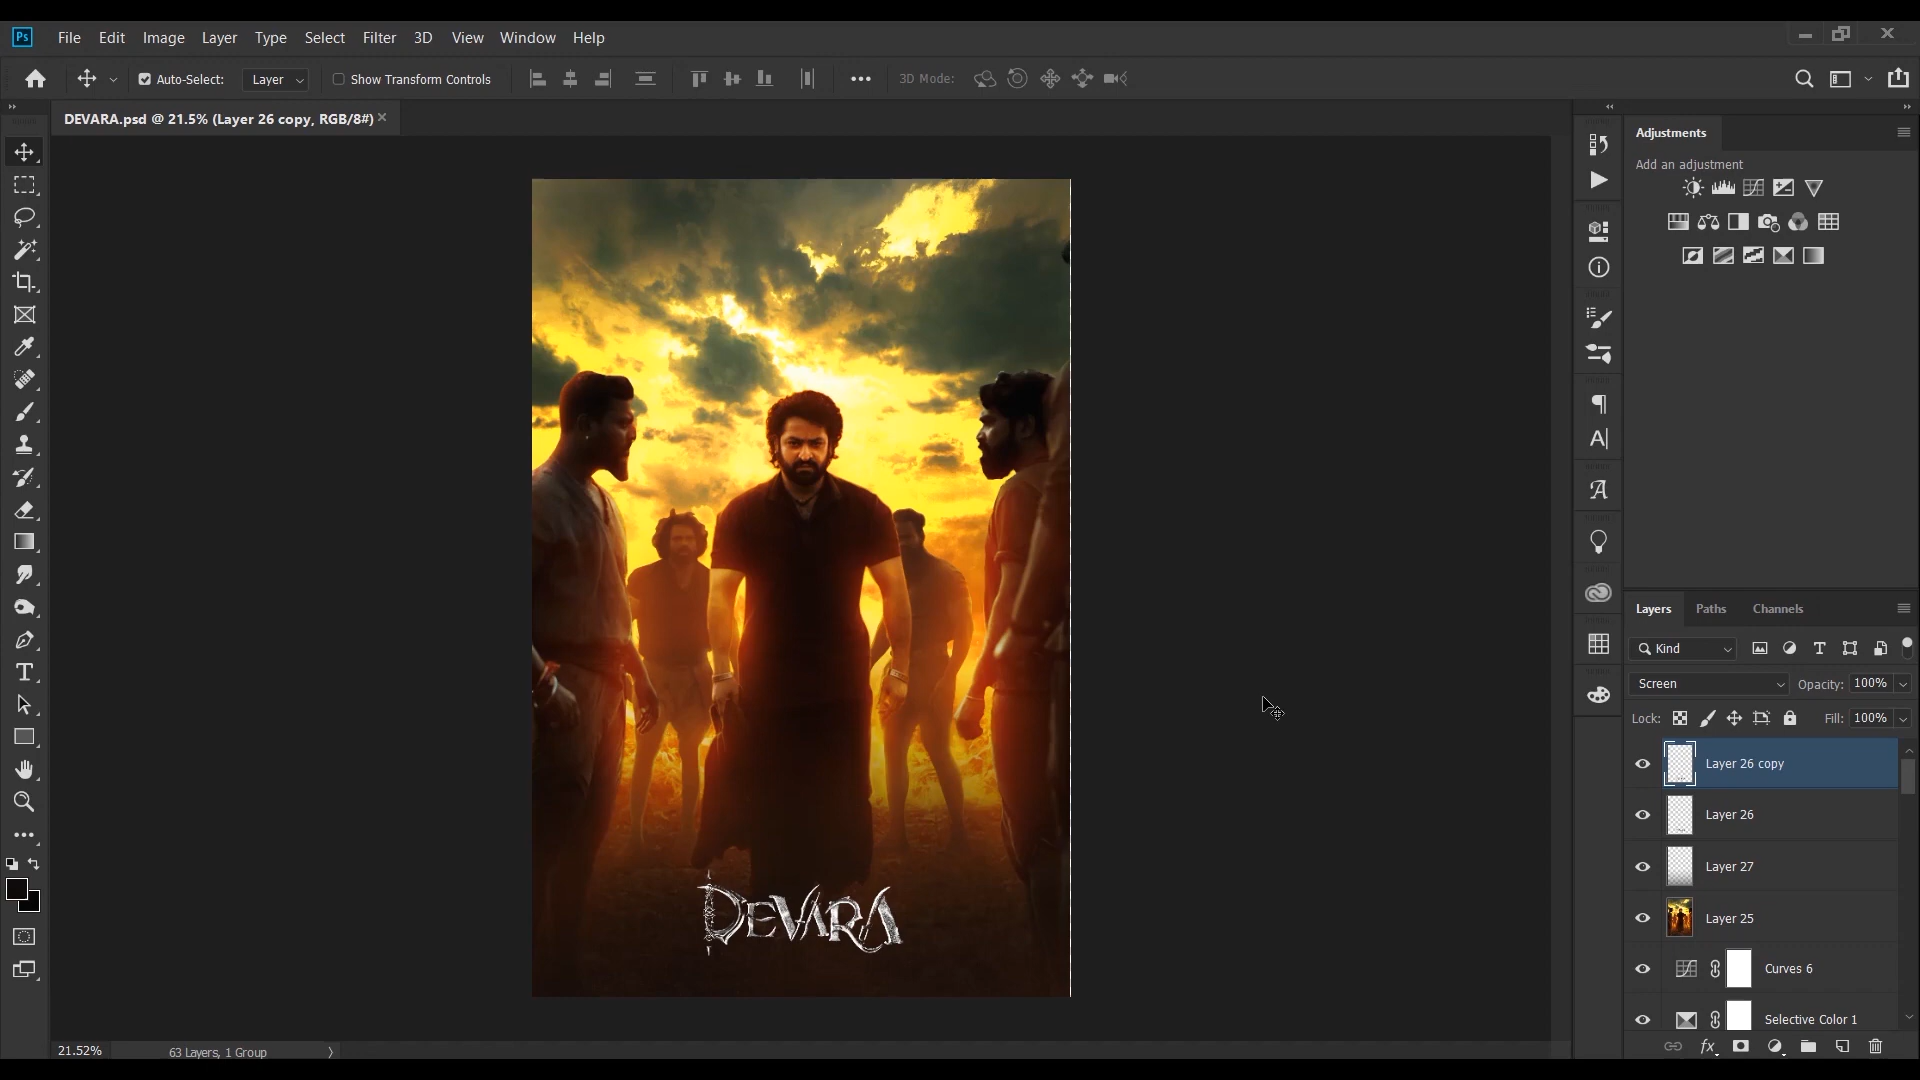 Ps File Edit Image Layer Type Select Filter 3D View Window Help
Auto-Select: Layer Show Transform Controls 3D Mode:
DEVARA.psd @ 21.5% (Layer 26 copy, RGB/8#)
Adjustments
Add an adjustment
DEVARA
Layers Paths Channels
Kind
Screen Opacity: 100%
Lock: Fill: 100%
Layer 26 copy
Layer 26
Layer 27
Layer 25
Curves 6
Selective Color 1
21.52% 63 Layers, 1 Group